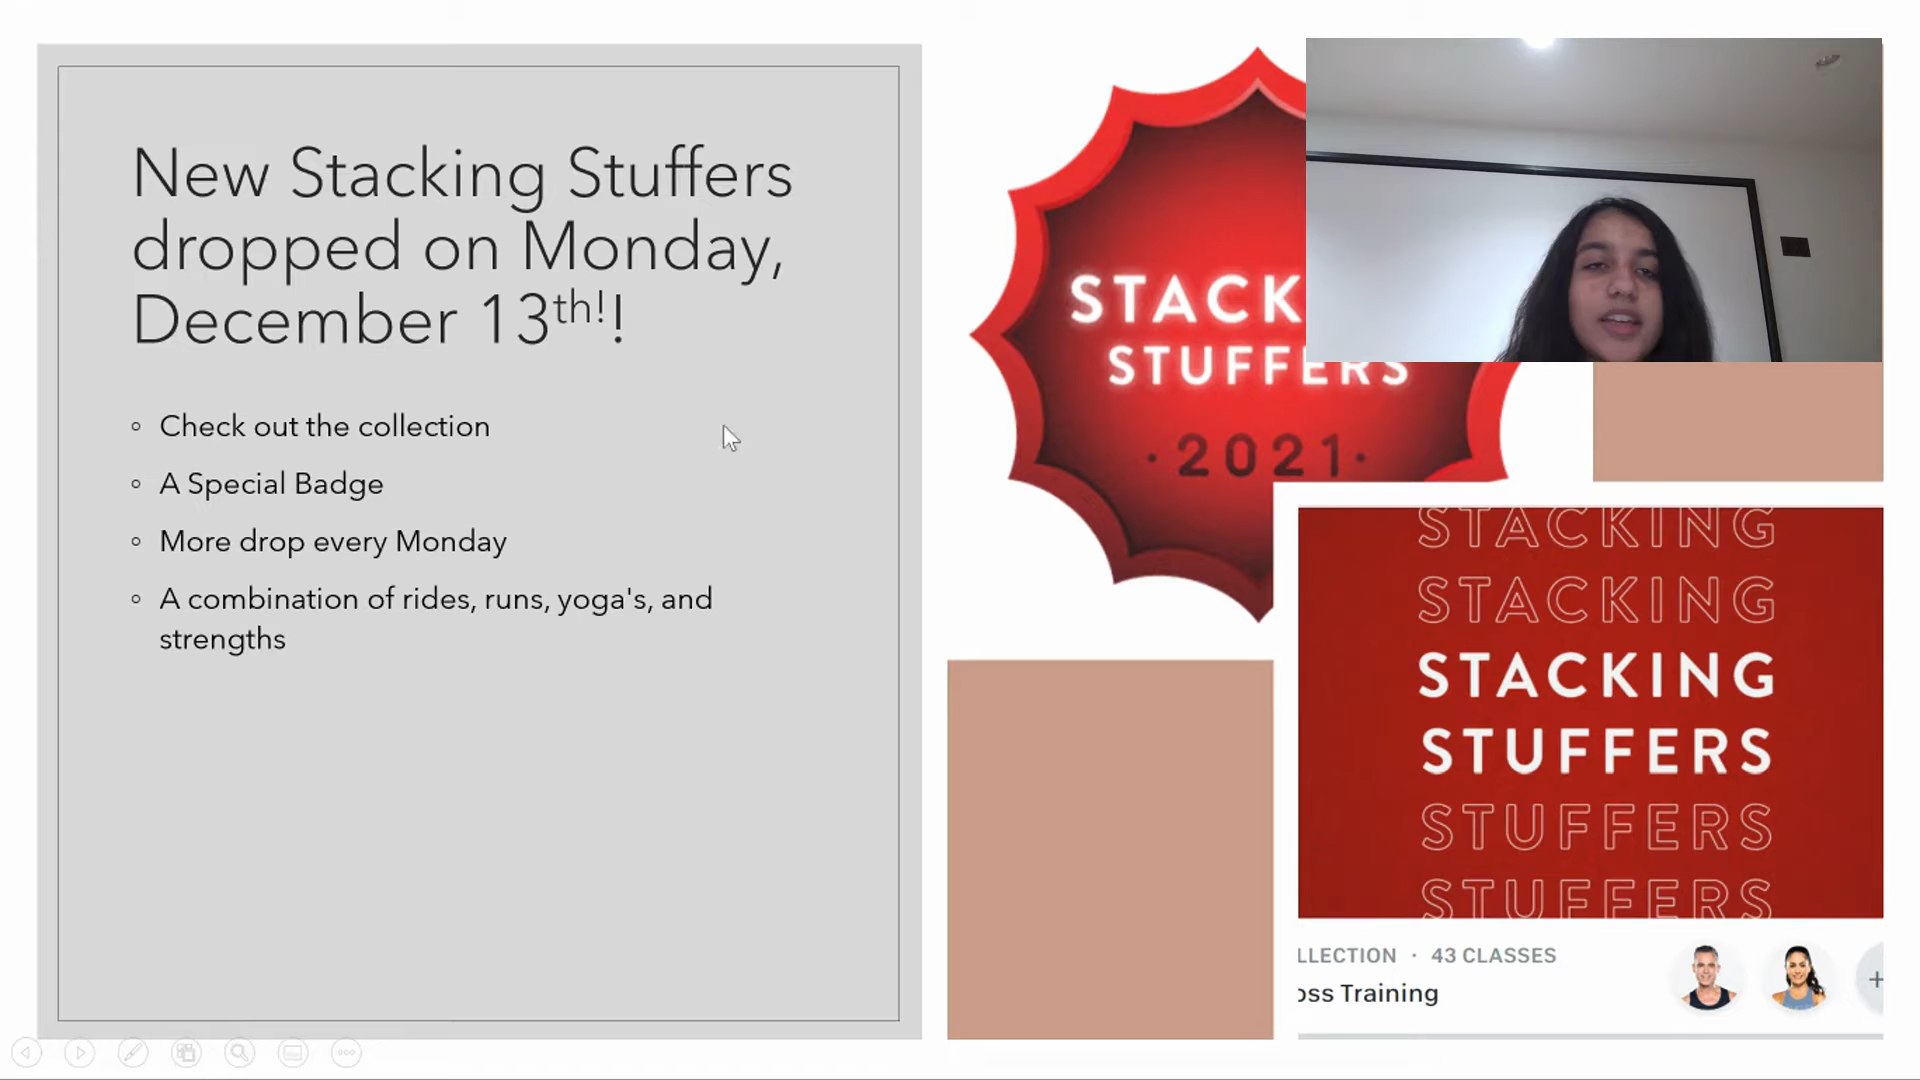 New Stacking Stuffers
dropped on Monday,
December 13th!!
Check out the collection
A Special Badge
More drop every Monday
A combination of rides, runs, yoga's, and
strengths
STACK
STUFFERS
·2021·
STACKING
STACKING
STACKING
STUFFERS
STUFFERS
STUFFERS
LLECTION · 43 CLASSES
oss Training
+